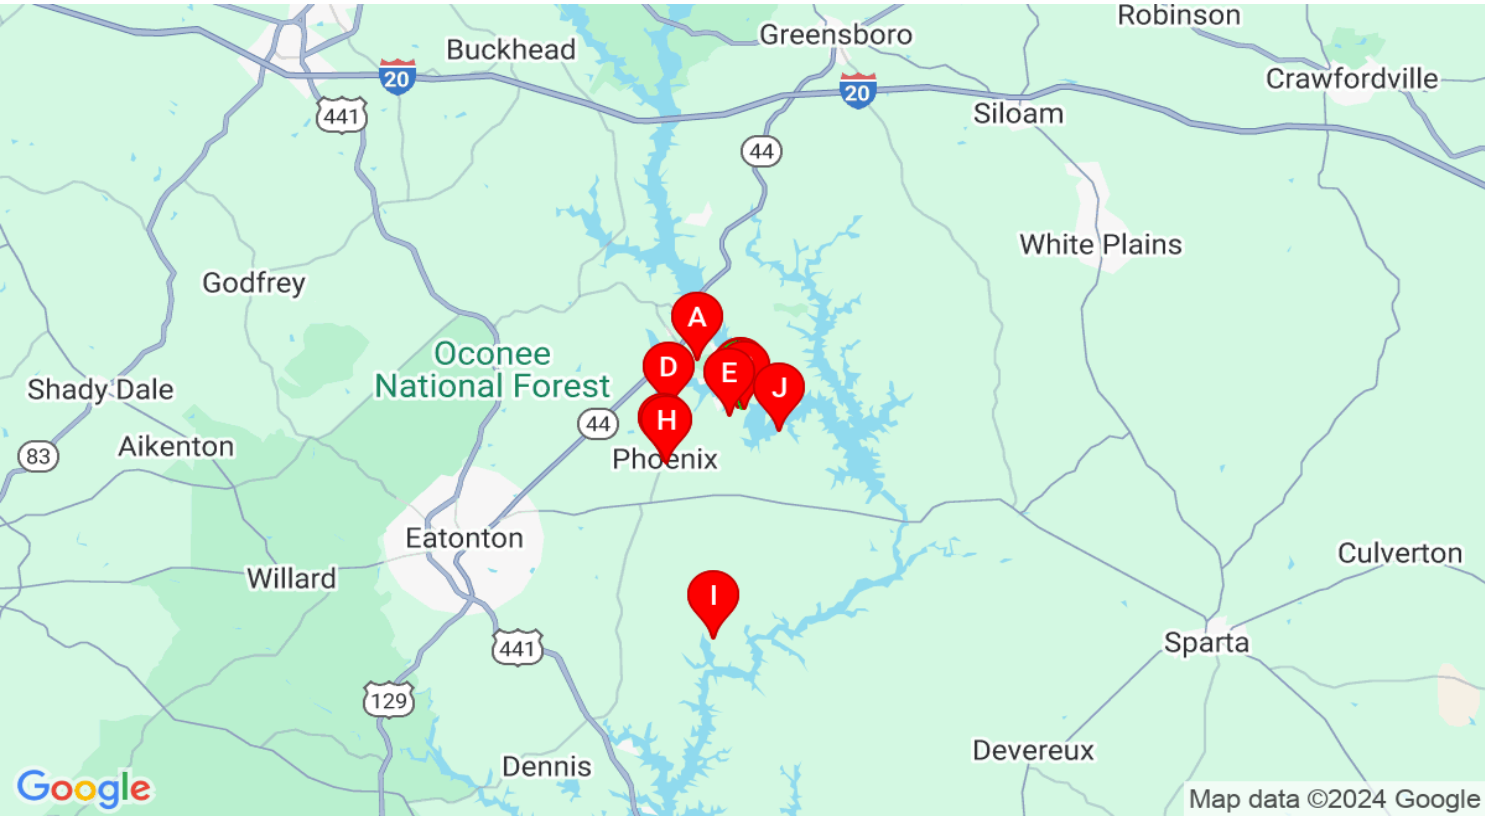 Robinson
Greensboro
Buckhead
20
Crawfordville
20
441
Siloam
44
White Plains
Godfrey
A
Oconee
National Forest
D
E
J
Shady Dale
H
44
Aikenton
83
Phoenix
Eatonton
Culverton
Willard
I
441
Sparta
129
Devereux
Dennis
Google
Map data ©2024 Google